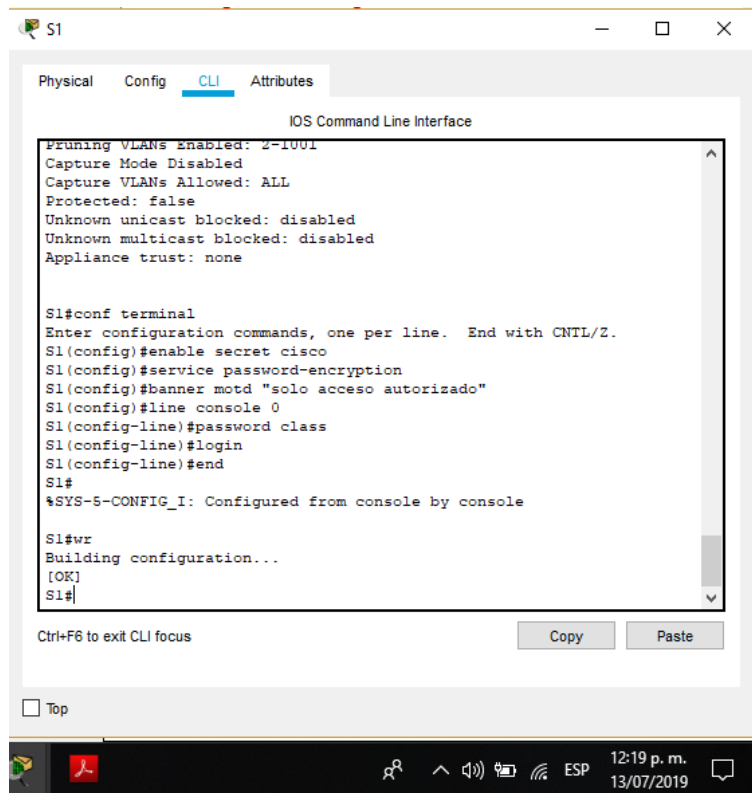 S1
Physical Config CLI Attributes
IOS Command Line Interface
Pruning VLANs Enabled: 2-1001
Capture Mode Disabled
Capture VLANs Allowed: ALL
Protected: false
Unknown unicast blocked: disabled
Unknown multicast blocked: disabled
Appliance trust: none
S1#conf terminal
Enter configuration commands, one per line. End with CNTL/Z.
S1(config)#enable secret cisco
S1(config)#service password-encryption
S1(config)#banner motd "solo acceso autorizado"
S1(config)#line console 0
S1(config-line)#password class
S1(config-line)#login
S1(config-line)#end
S1#
%SYS-5-CONFIG_I: Configured from console by console
S1#wr
Building configuration...
[OK]
S1#
Ctrl+F6 to exit CLI focus
Copy Paste
Top
ESP 12:19 p. m.
13/07/2019